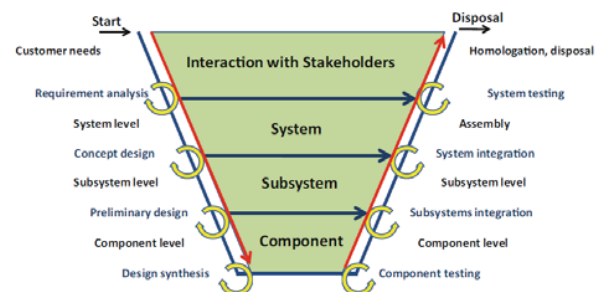 Start
Disposal
Customer needs
Interaction with Stakeholders
Homologation, disposal
Requirement analysis
System testing
System level
System
Assembly
Concept design
System integration
Subsystem level
Subsystem
Subsystem level
Preliminary design
Subsystems integration
Component level
Component
Component level
Design synthesis
Component testing